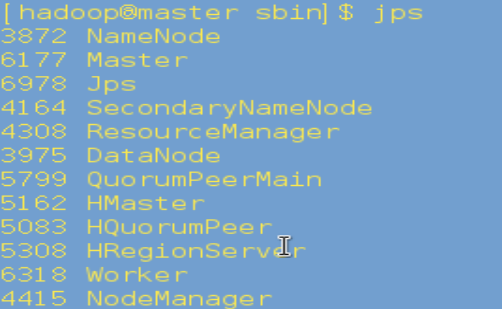 [hadoop@master sbin]$ jps
3872 NameNode
6177 Master
6978 Jps
4164 SecondaryNameNode
4308 ResourceManager
3975 DataNode
5799 QuorumPeerMain
5162 HMaster
5083 HQuorumPeer
5308 HRegionServer
6318 Worker
4415 NodeManager